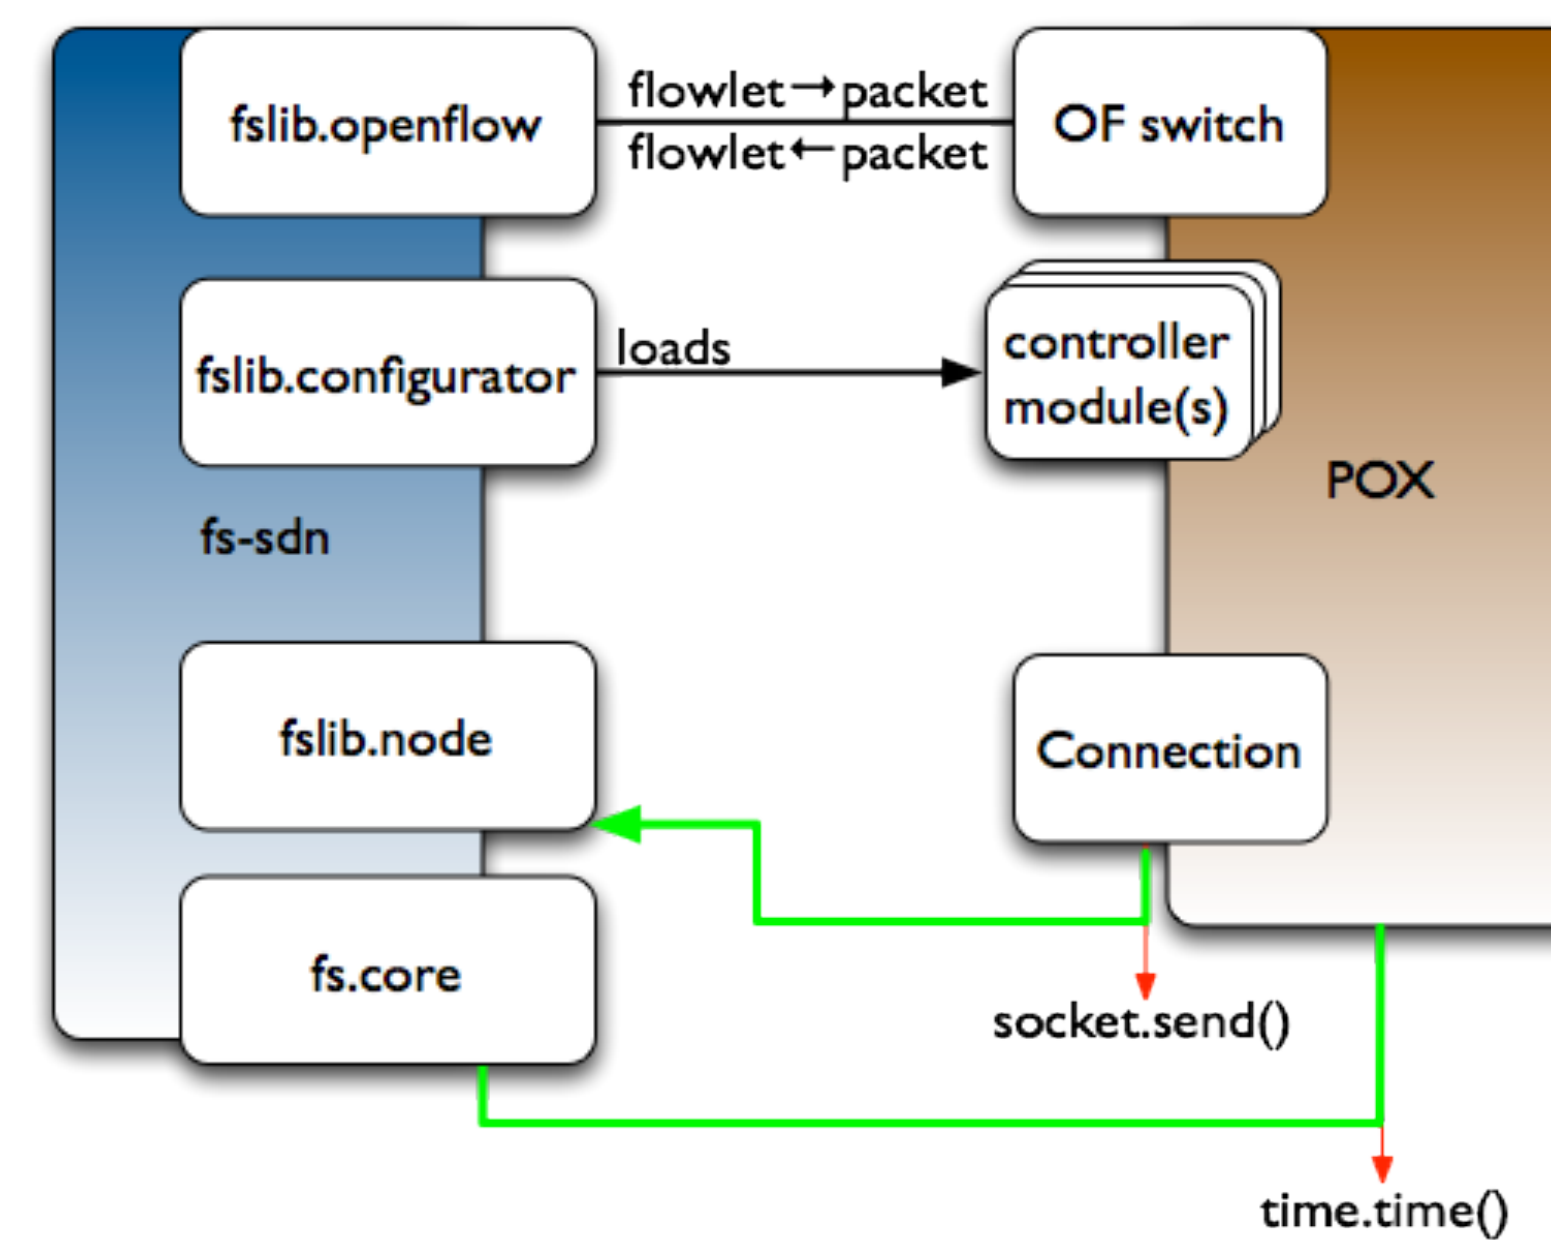 fslib.openflow
flowlet→packet
flowlet←packet
OF switch
fslib.configurator
loads
controller
module(s)
POX
fs-sdn
fslib.node
Connection
fs.core
socket.send()
time.time()